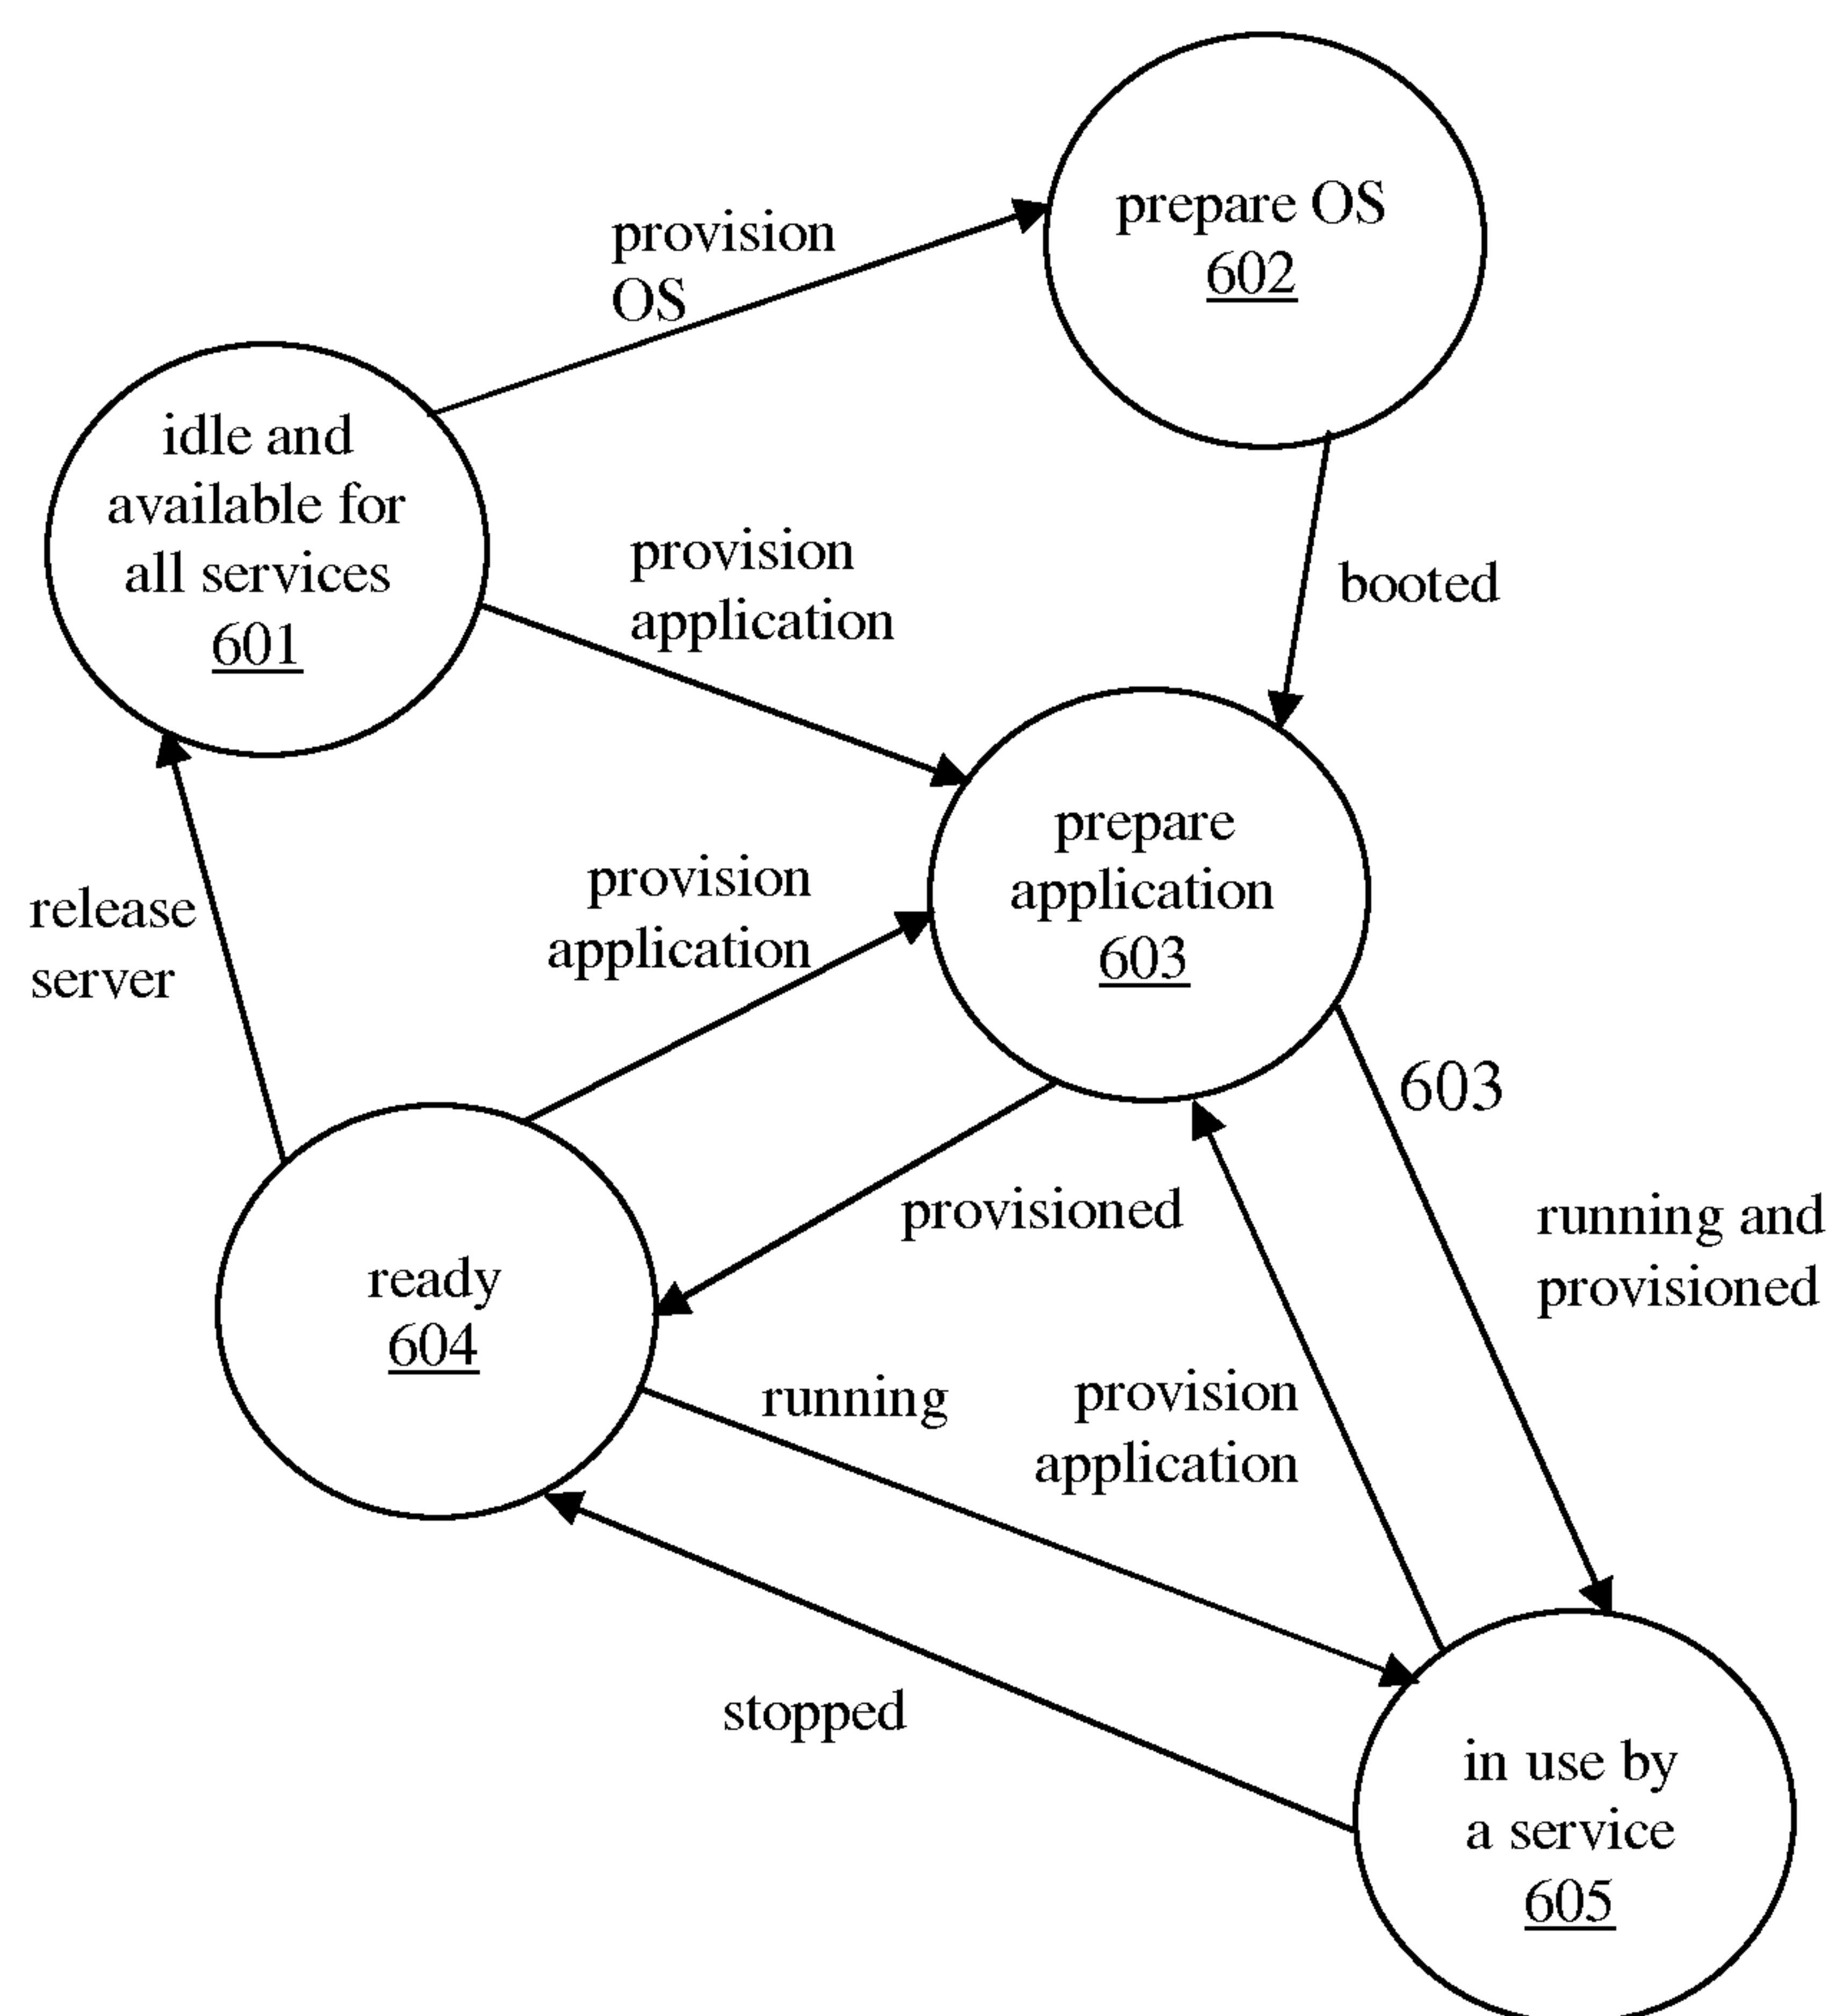 prepare OS
602
provision
OS
idle and
available for
all services
601
provision
application
booted
prepare
application
603
provision
application
release
server
603
provisioned
running and
provisioned
ready
604
running
provision
application
stopped
in use by
a service
605